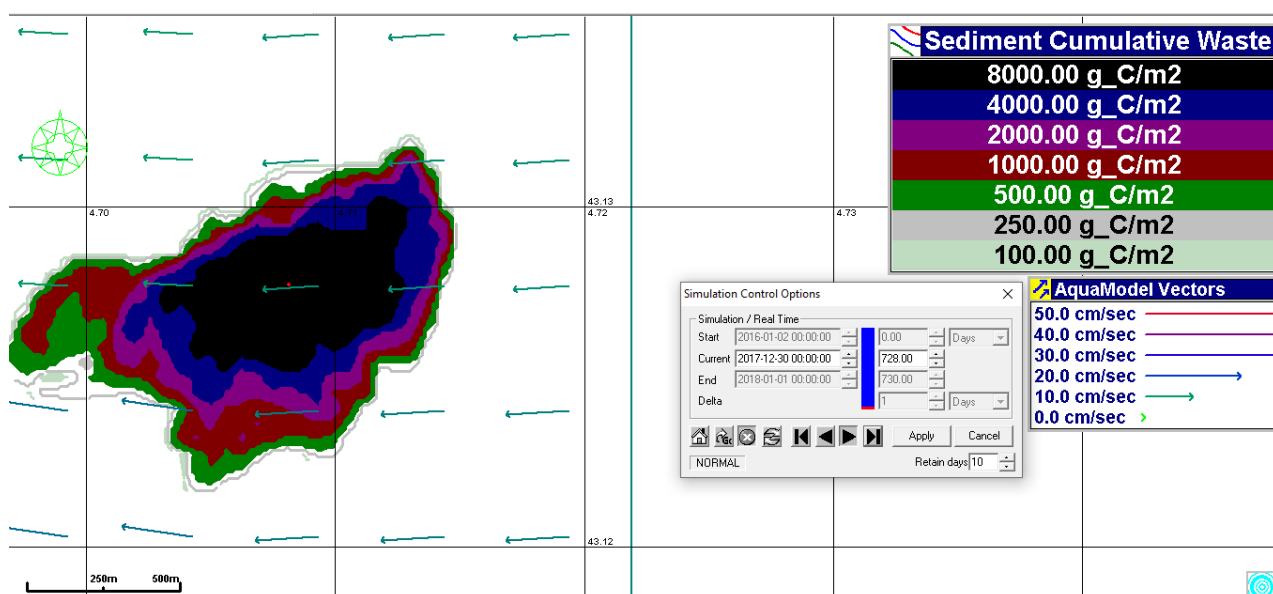 Sediment Cumulative Waste
8000.00 g_C/m2
4000.00 g_C/m2
2000.00 g_C/m2
1000.00 g_C/m2
500.00 g_C/m2
250.00 g_C/m2
100.00 g_C/m2
43.13
4.70
4.71
4.72
4.73
AquaModel Vectors
50.0 cm/sec
40.0 cm/sec
30.0 cm/sec
20.0 cm/sec
10.0 cm/sec
0.0 cm/sec
Simulation Control Options
Simulation / Real Time
Start 2016-01-02 00:00:00 0.00 Days
Current 2017-12-30 00:00:00 728.00
End 2018-01-01 00:00:00 730.00
Delta 1 Days
Apply Cancel
NORMAL Retain days 10
43.12
250m 500m